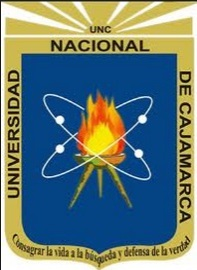 UNC
NACIONAL
UNIVERSIDAD
DE CAJAMARCA
Consagrar la vida a la búsqueda y defensa de la verdad